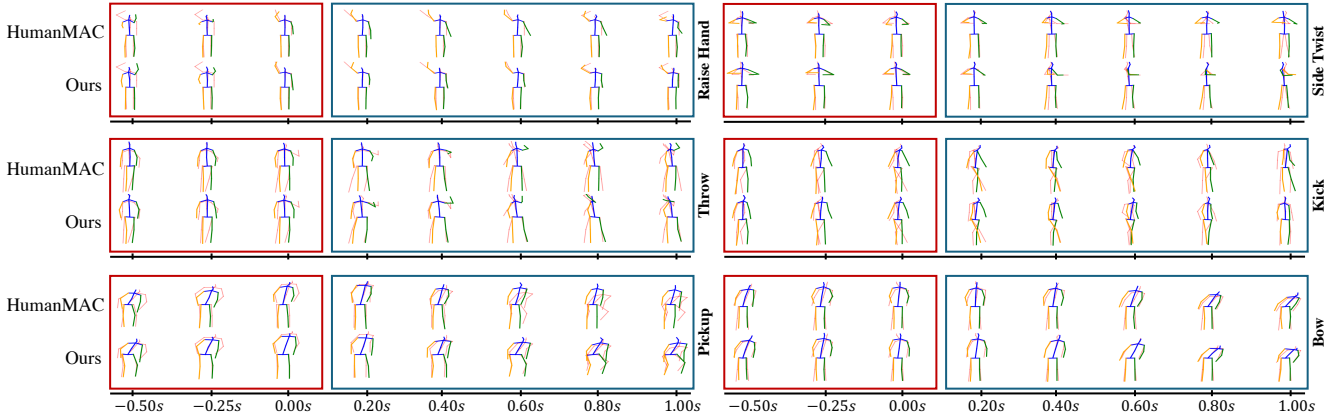 HumanMAC
Ours
Raise Hand
Side Twist
HumanMAC
Ours
Throw
Kick
HumanMAC
Ours
Pickup
Bow
−0.50s −0.25s 0.00s 0.20s 0.40s 0.60s 0.80s 1.00s −0.50s −0.25s 0.00s 0.20s 0.40s 0.60s 0.80s 1.00s